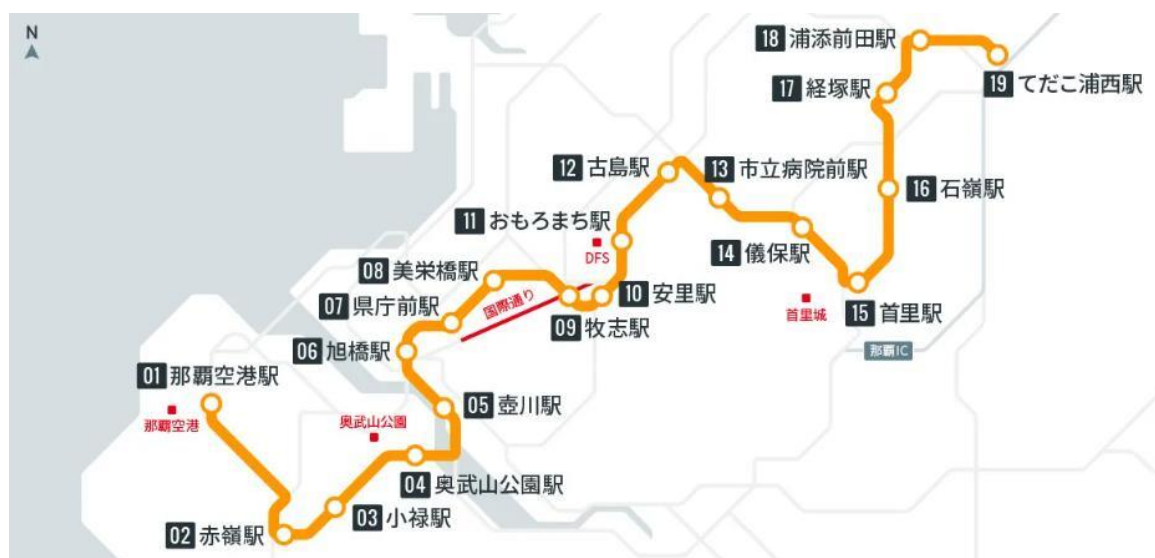 N
18 浦添前田駅
17 経塚駅
19 てだこ浦西駅
12 古島駅
13 市立病院前駅
16 石嶺駅
11 おもろまち駅
DFS
14 儀保駅
08 美栄橋駅
国際通り
10 安里駅
07 県庁前駅
09 牧志駅
首里城
15 首里駅
06 旭橋駅
那覇IC
01 那覇空港駅
那覇空港
奥武山公園
05 壺川駅
04 奥武山公園駅
03 小禄駅
02 赤嶺駅